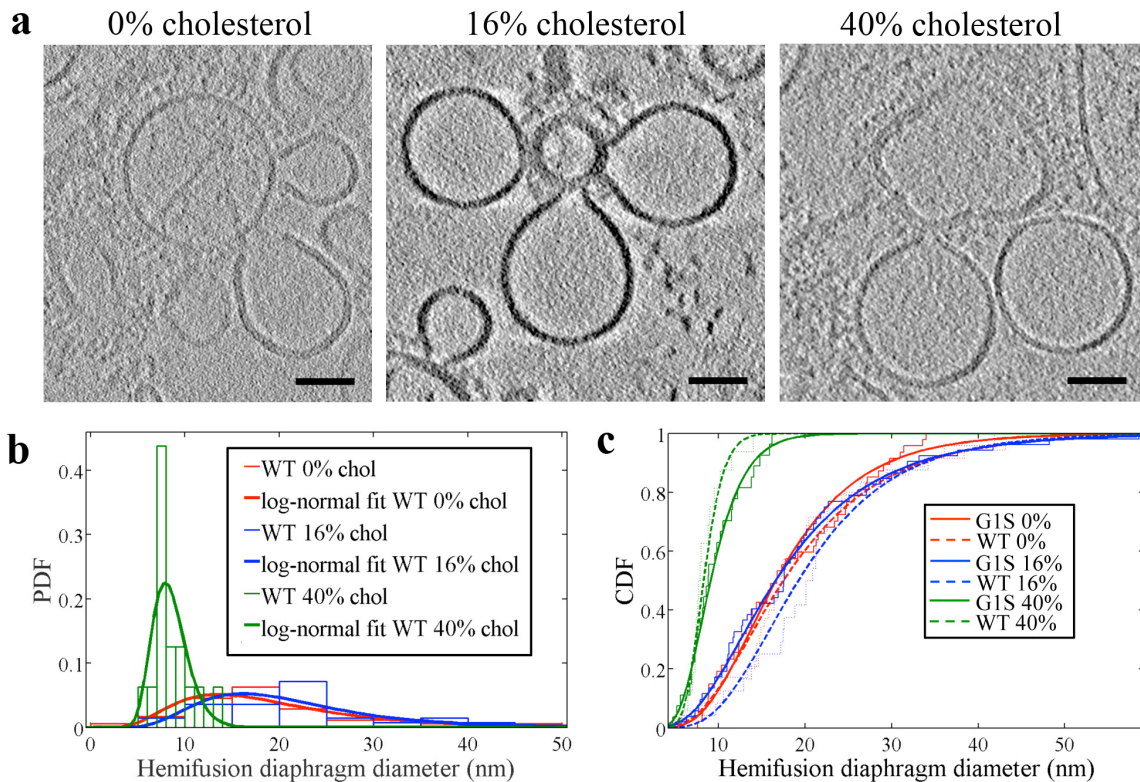 a
0% cholesterol 16% cholesterol 40% cholesterol
b
WT 0% chol
log-normal fit WT 0% chol
WT 16% chol
log-normal fit WT 16% chol
WT 40% chol
log-normal fit WT 40% chol
PDF
0.4
0.3
0.2
0.1
0
0 10 20 30 40 50
Hemifusion diaphragm diameter (nm)
c
G1S 0%
WT 0%
G1S 16%
WT 16%
G1S 40%
WT 40%
CDF
1
0.8
0.6
0.4
0.2
0
10 20 30 40 50
Hemifusion diaphragm diameter (nm)